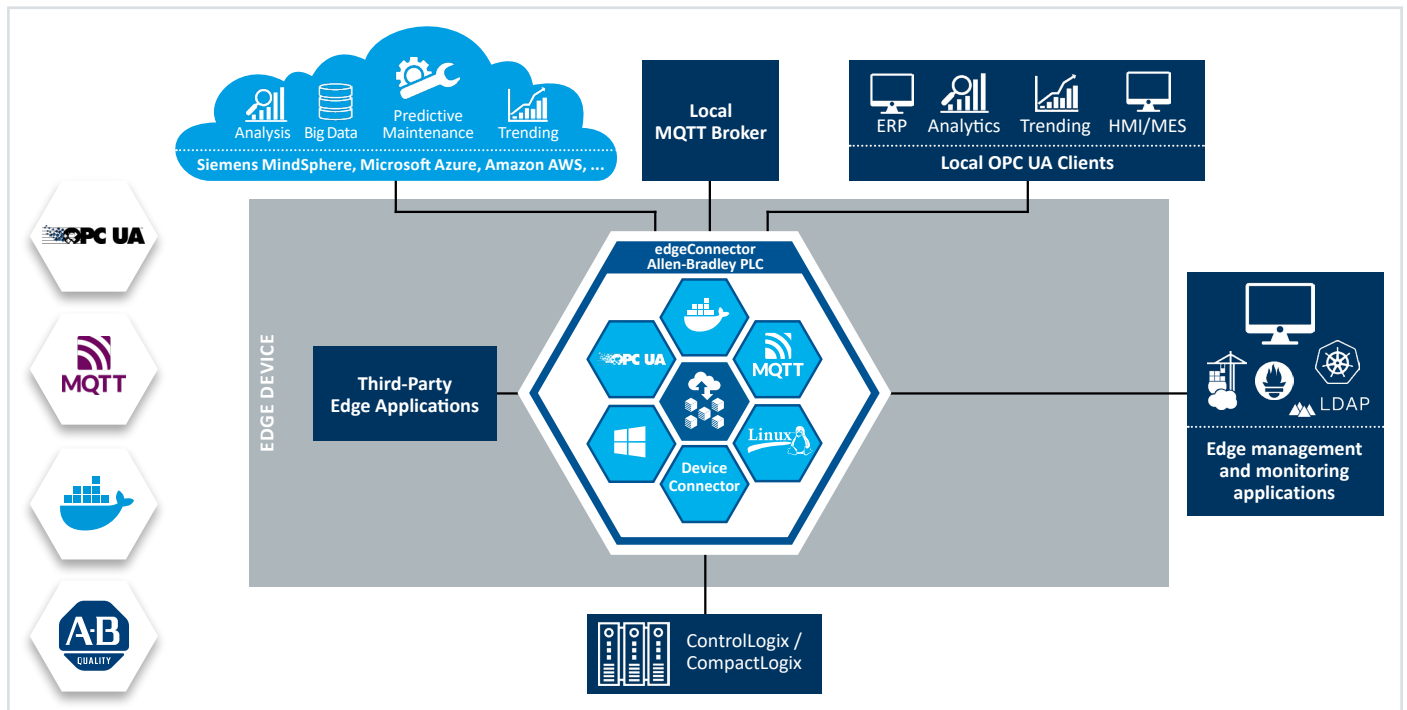 Analysis
Big Data
Predictive
Maintenance
Trending
Siemens MindSphere, Microsoft Azure, Amazon AWS, ...
Local
MQTT Broker
ERP
Analytics
Trending
HMI/MES
Local OPC UA Clients
OPC UA
MQTT
A-B
QUALITY
EDGE DEVICE
Third-Party
Edge Applications
edgeConnector
Allen-Bradley PLC
OPC UA
MQTT
Linux
Device
Connector
LDAP
Edge management
and monitoring
applications
ControlLogix /
CompactLogix